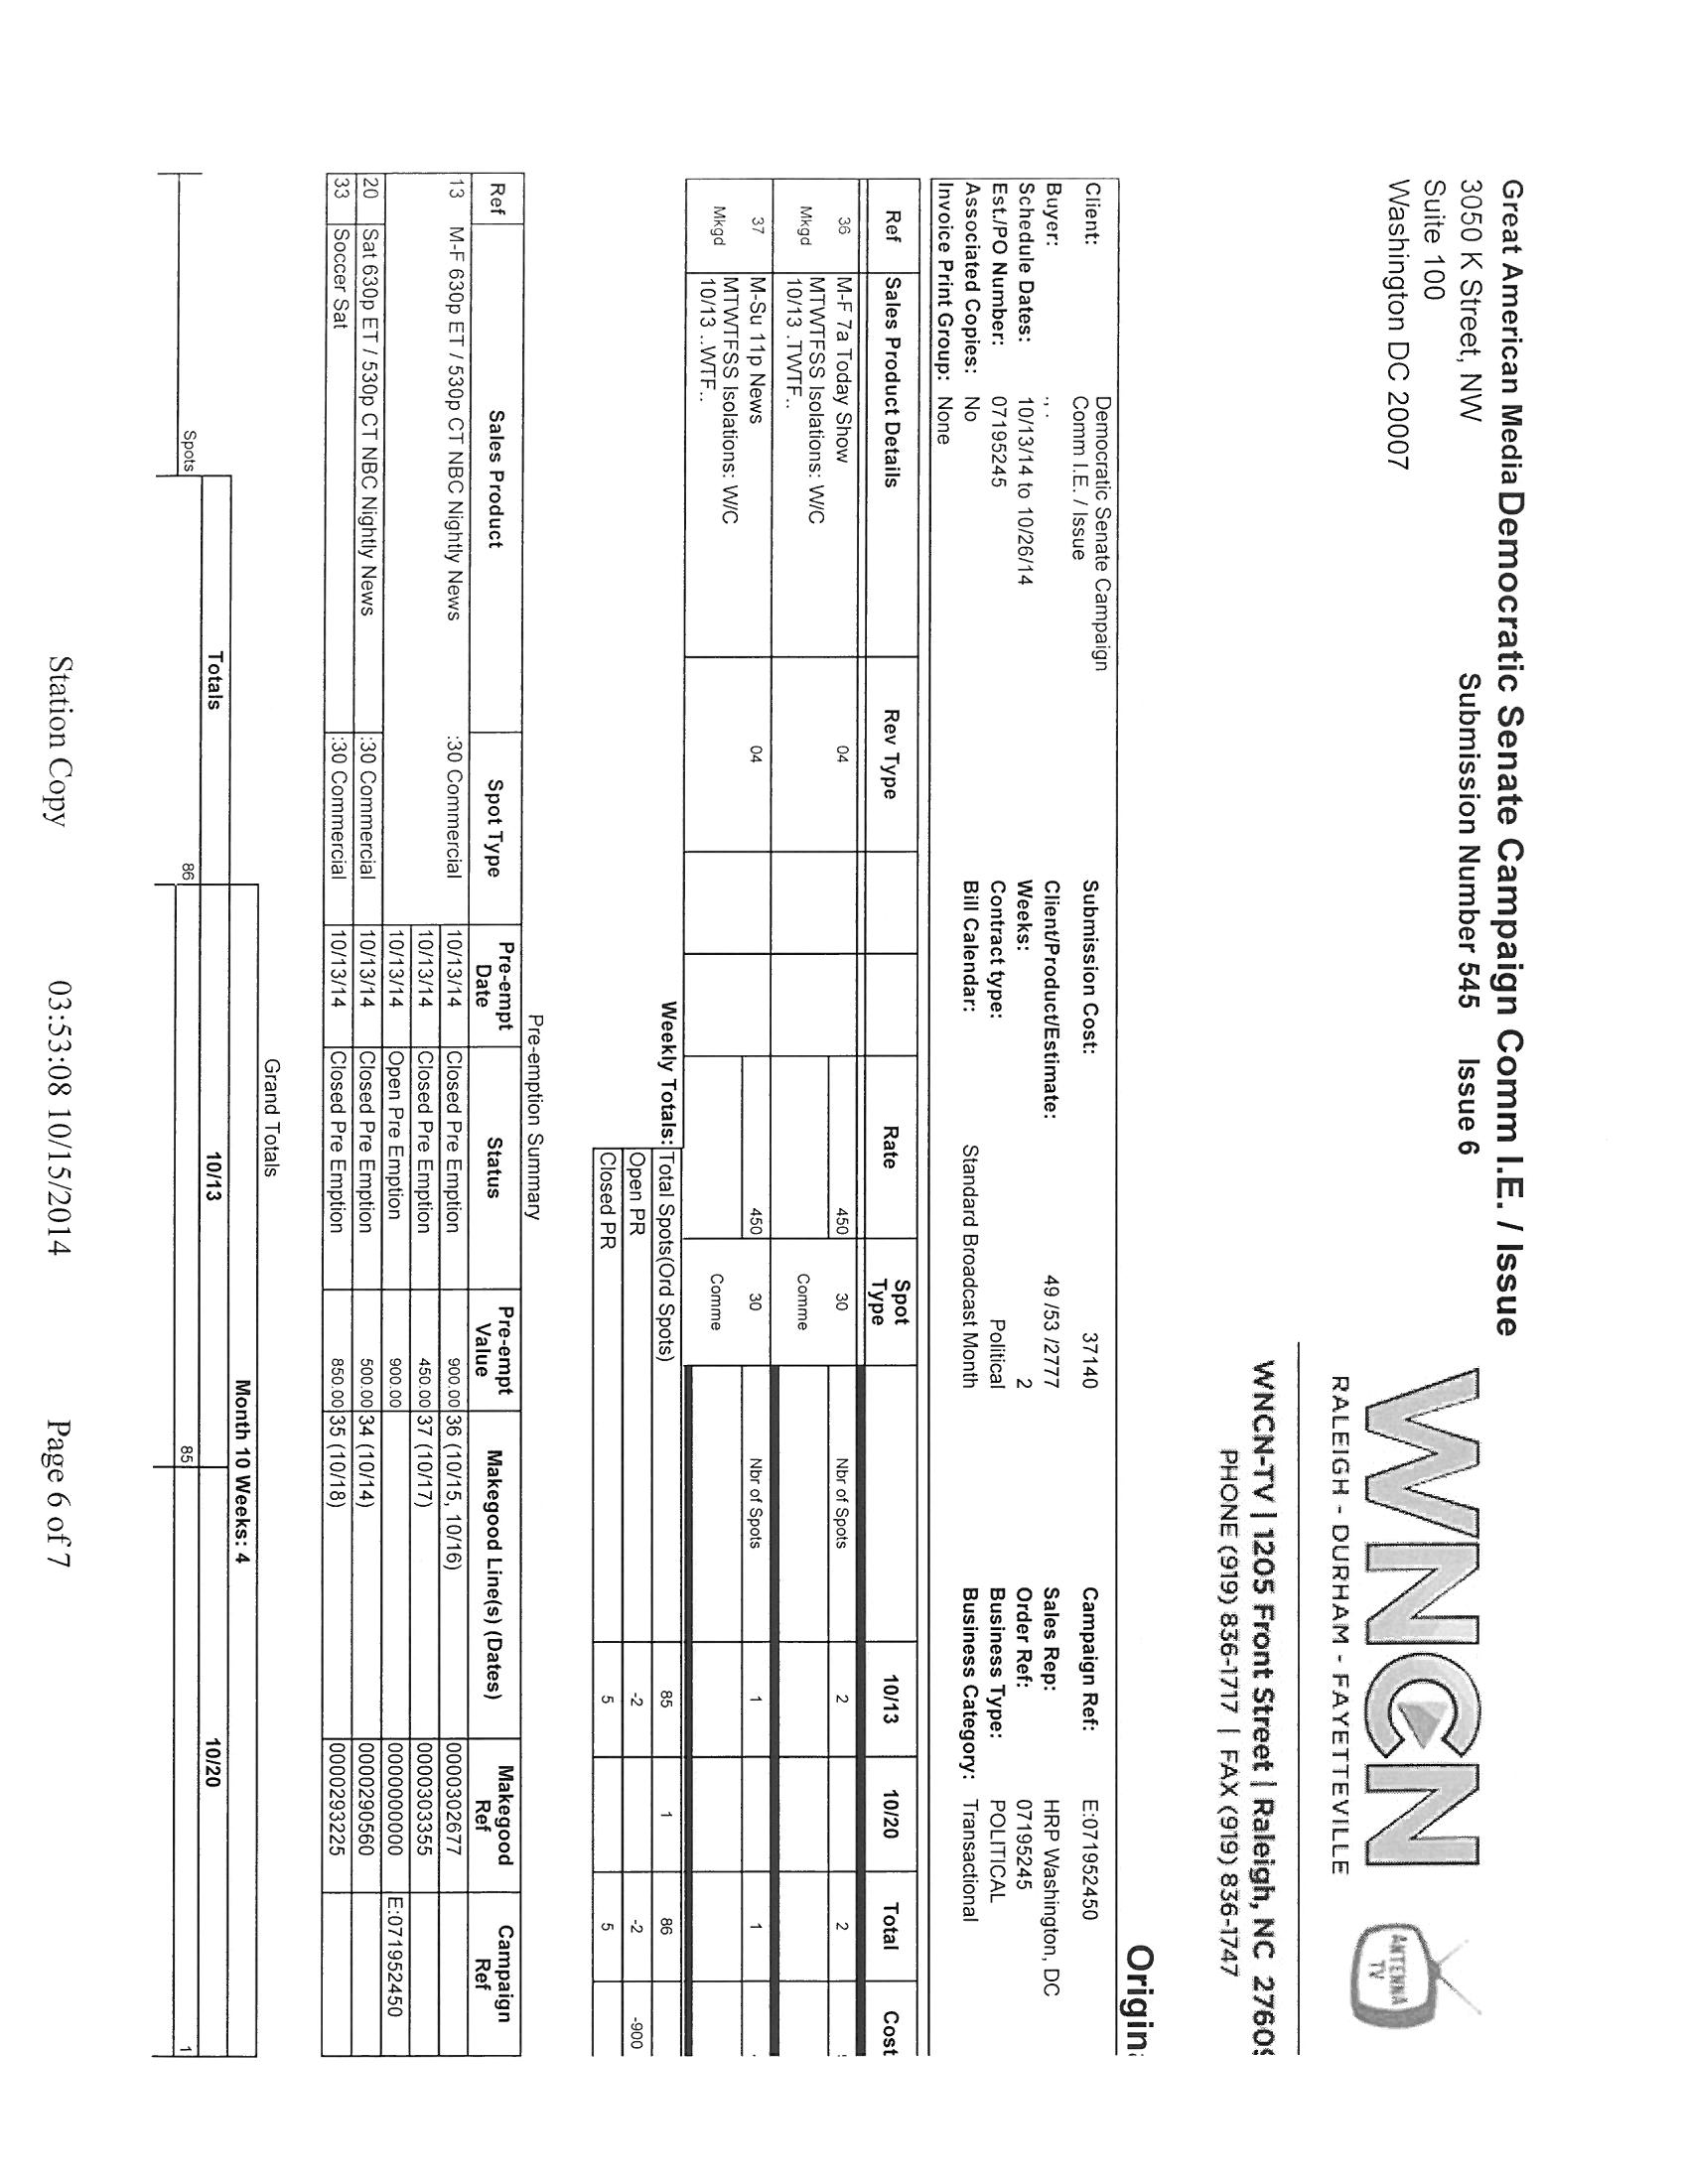 Great American Media Democratic Senate Campaign Comm I.E. / Issue
3050 K Street, NW
Suite 100
Washington DC 20007
Submission Number 545 Issue 6
WNCN
RALEIGH - DURHAM - FAYETTEVILLE
ANTENNA
TV
WNCN-TV | 1205 Front Street | Raleigh, NC 2760
PHONE (919) 836-1717 | FAX (919) 836-1747
Origin
Client: Democratic Senate Campaign Submission Cost: 37140 Campaign Ref: E:071952450
Comm I.E. / Issue
Buyer: , . Client/Product/Estimate: 49 /53 /2777 Sales Rep: HRP Washington, DC
Schedule Dates: 10/13/14 to 10/26/14 Weeks: 2 Order Ref: 07195245
Est./PO Number: 07195245 Contract type: Political Business Type: POLITICAL
Associated Copies: No Bill Calendar: Standard Broadcast Month Business Category: Transactional
Invoice Print Group: None
Ref Sales Product Details Rev Type Rate Spot Type 10/13 10/20 Total Cost
36 M-F 7a Today Show 04 450 30 Nbr of Spots 2 2
MTWTFSS Isolations: W/C
Mkgd 10/13 .TWTF.. Comme
37 M-Su 11p News 04 450 30 Nbr of Spots 1 1
MTWTFSS Isolations: W/C
Mkgd 10/13 ..WTF.. Comme
Weekly Totals: Total Spots(Ord Spots) 85 1 86
Open PR -2 -2 -900
Closed PR 5 5
Pre-emption Summary
Ref Sales Product Spot Type Pre-empt Date Status Pre-empt Value Makegood Line(s) (Dates) Makegood Ref Campaign Ref
13 M-F 630p ET / 530p CT NBC Nightly News :30 Commercial 10/13/14 Closed Pre Emption 900.00 36 (10/15, 10/16) 0000302677
10/13/14 Closed Pre Emption 450.00 37 (10/17) 0000303355
10/13/14 Open Pre Emption 900.00 0000000000 E:071952450
20 Sat 630p ET / 530p CT NBC Nightly News :30 Commercial 10/13/14 Closed Pre Emption 500.00 34 (10/14) 0000290560
33 Soccer Sat :30 Commercial 10/13/14 Closed Pre Emption 850.00 35 (10/18) 0000293225
Grand Totals
Month 10 Weeks: 4
Totals 10/13 10/20
Spots 86 85 1
Station Copy 03:53:08 10/15/2014 Page 6 of 7